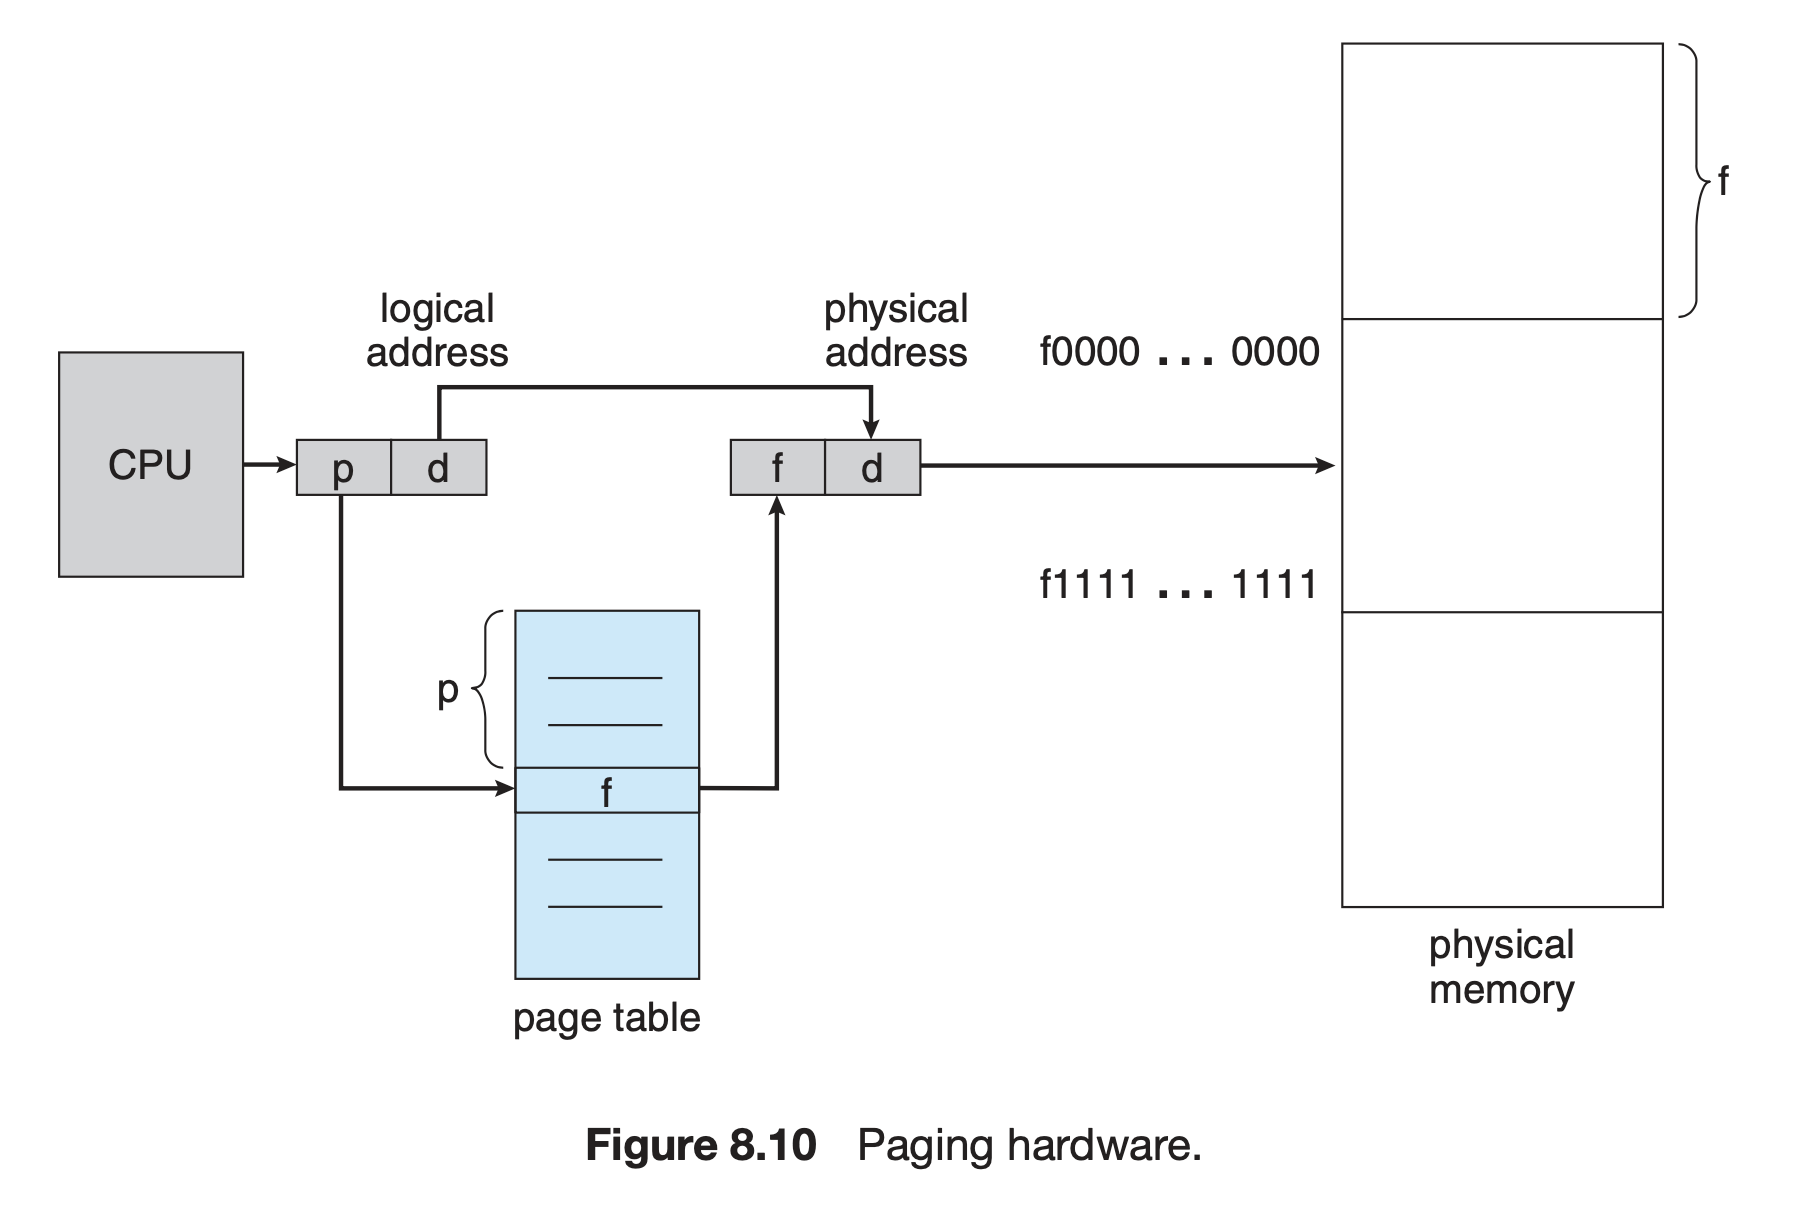 f
logical
address
physical
address
f0000 ... 0000
CPU
p
d
f
d
f1111 ... 1111
p
f
physical
memory
page table
Figure 8.10 Paging hardware.